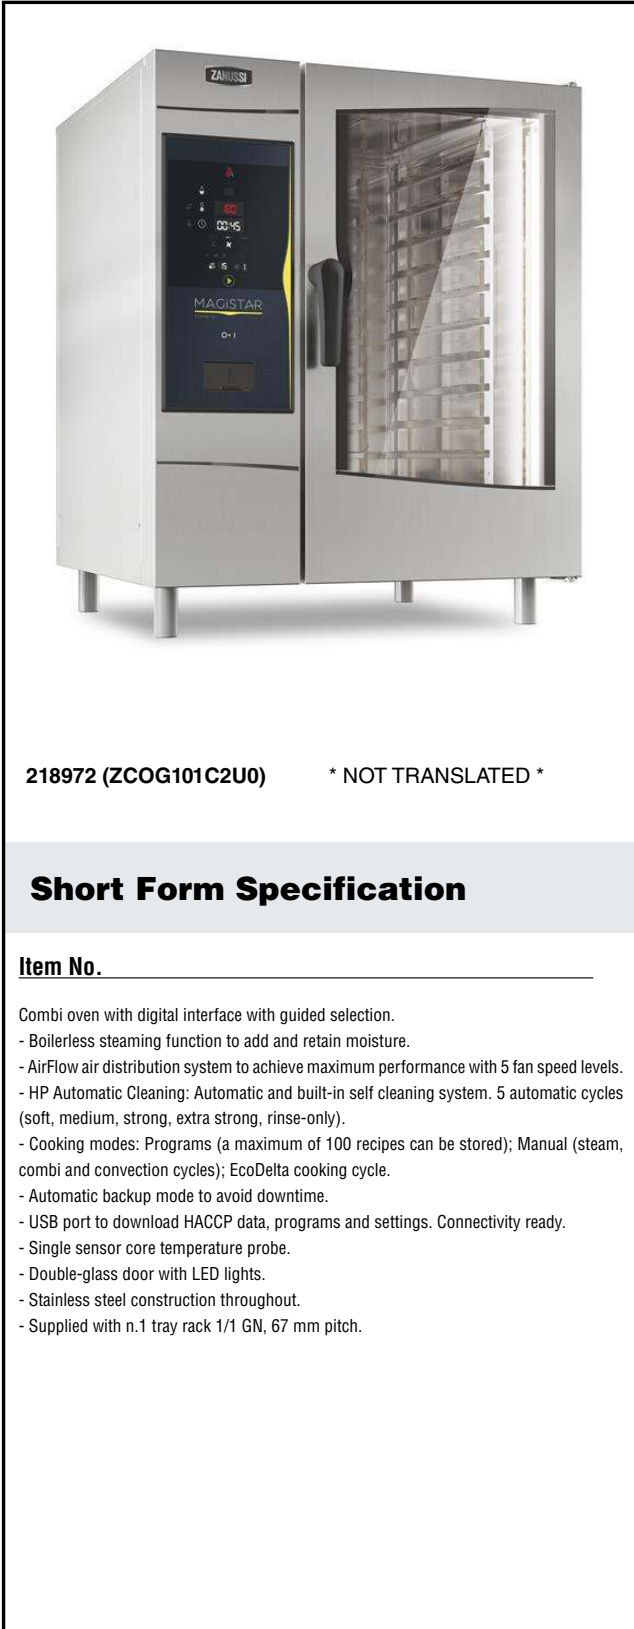 ZANUSSI
180
00:45
MAGISTAR
218972 (ZCOG101C2U0)
* NOT TRANSLATED *
Short Form Specification
Item No.
Combi oven with digital interface with guided selection.
- Boilerless steaming function to add and retain moisture.
- AirFlow air distribution system to achieve maximum performance with 5 fan speed levels.
- HP Automatic Cleaning: Automatic and built-in self cleaning system. 5 automatic cycles
(soft, medium, strong, extra strong, rinse-only).
- Cooking modes: Programs (a maximum of 100 recipes can be stored); Manual (steam,
combi and convection cycles); EcoDelta cooking cycle.
- Automatic backup mode to avoid downtime.
- USB port to download HACCP data, programs and settings. Connectivity ready.
- Single sensor core temperature probe.
- Double-glass door with LED lights.
- Stainless steel construction throughout.
- Supplied with n.1 tray rack 1/1 GN, 67 mm pitch.